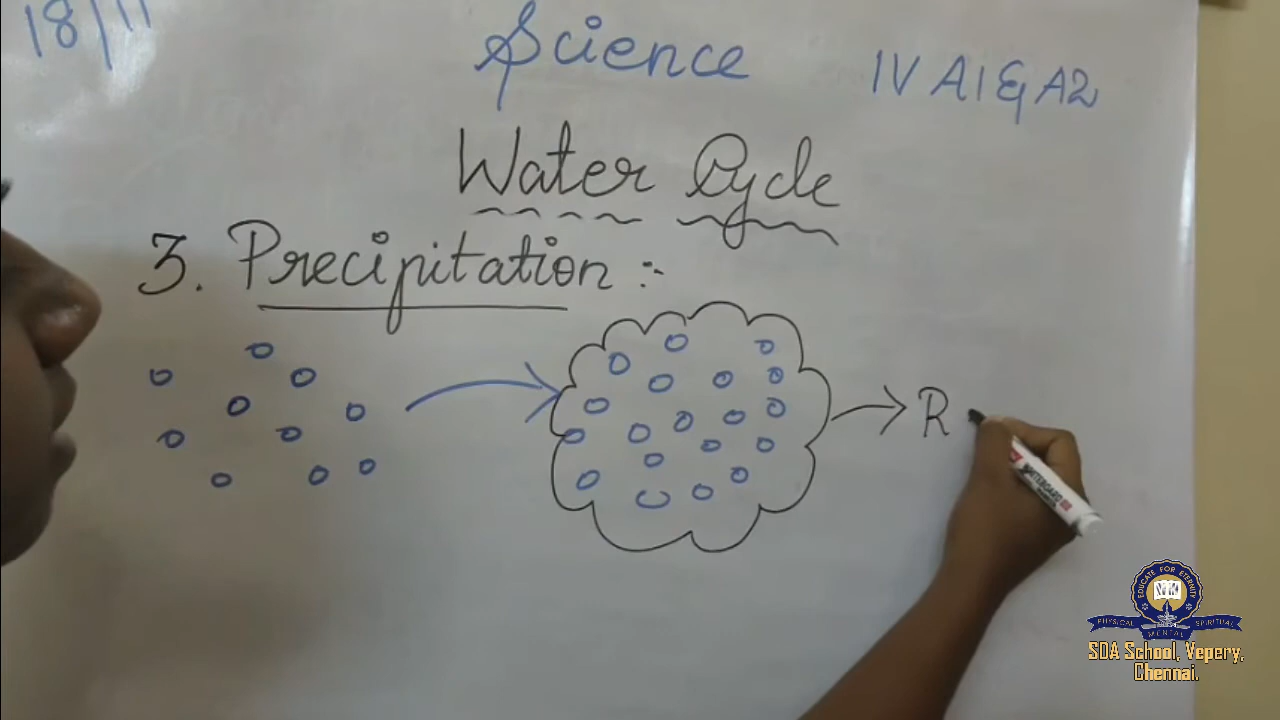 18/11
Science
IV A1 & A2
Water Cycle
3. Precipitation :-
R
EDUCATE FOR ETERNITY
PHYSICAL MENTAL SPIRITUAL
SDA School, Vepery,
Chennai.